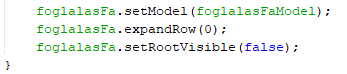 foglalasFa.setModel(foglalasFaModel);
foglalasFa.expandRow(0);
foglalasFa.setRootVisible(false);
}